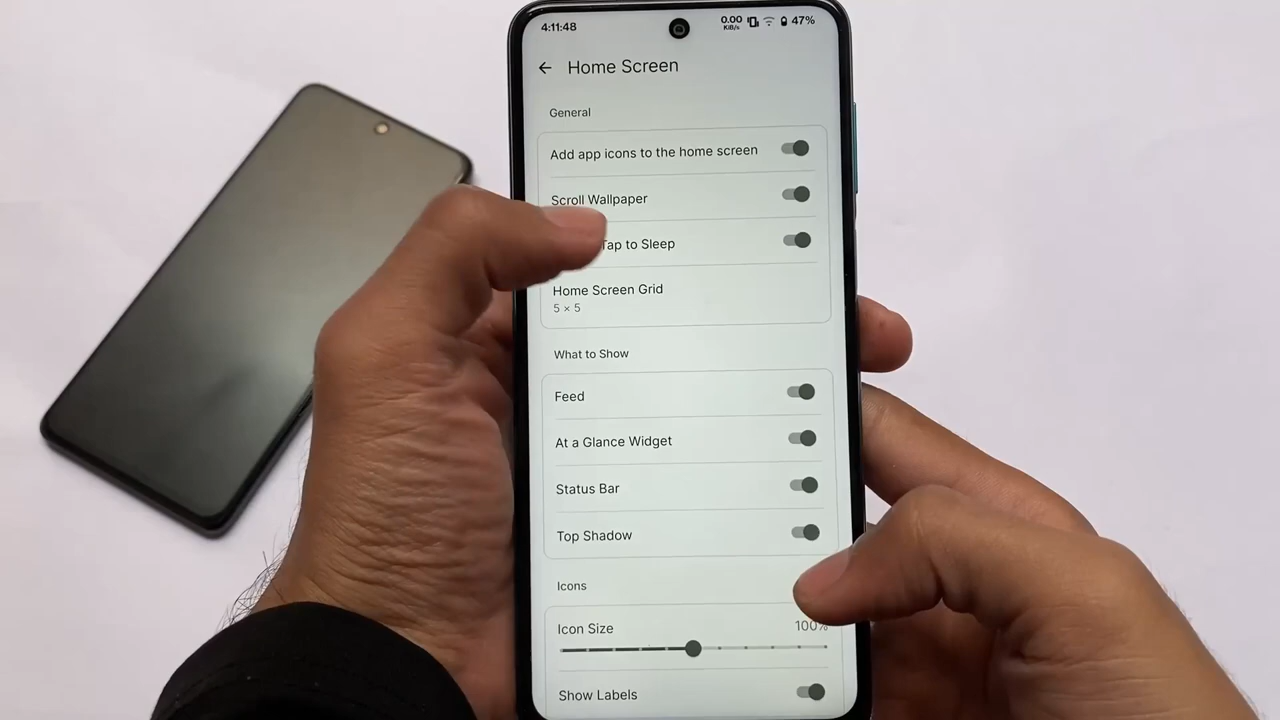 4:11:48
0.00
KiB/s
47%
Home Screen
General
Add app icons to the home screen
Scroll Wallpaper
Tap to Sleep
Home Screen Grid
5 × 5
What to Show
Feed
At a Glance Widget
Status Bar
Top Shadow
Icons
Icon Size
100%
Show Labels